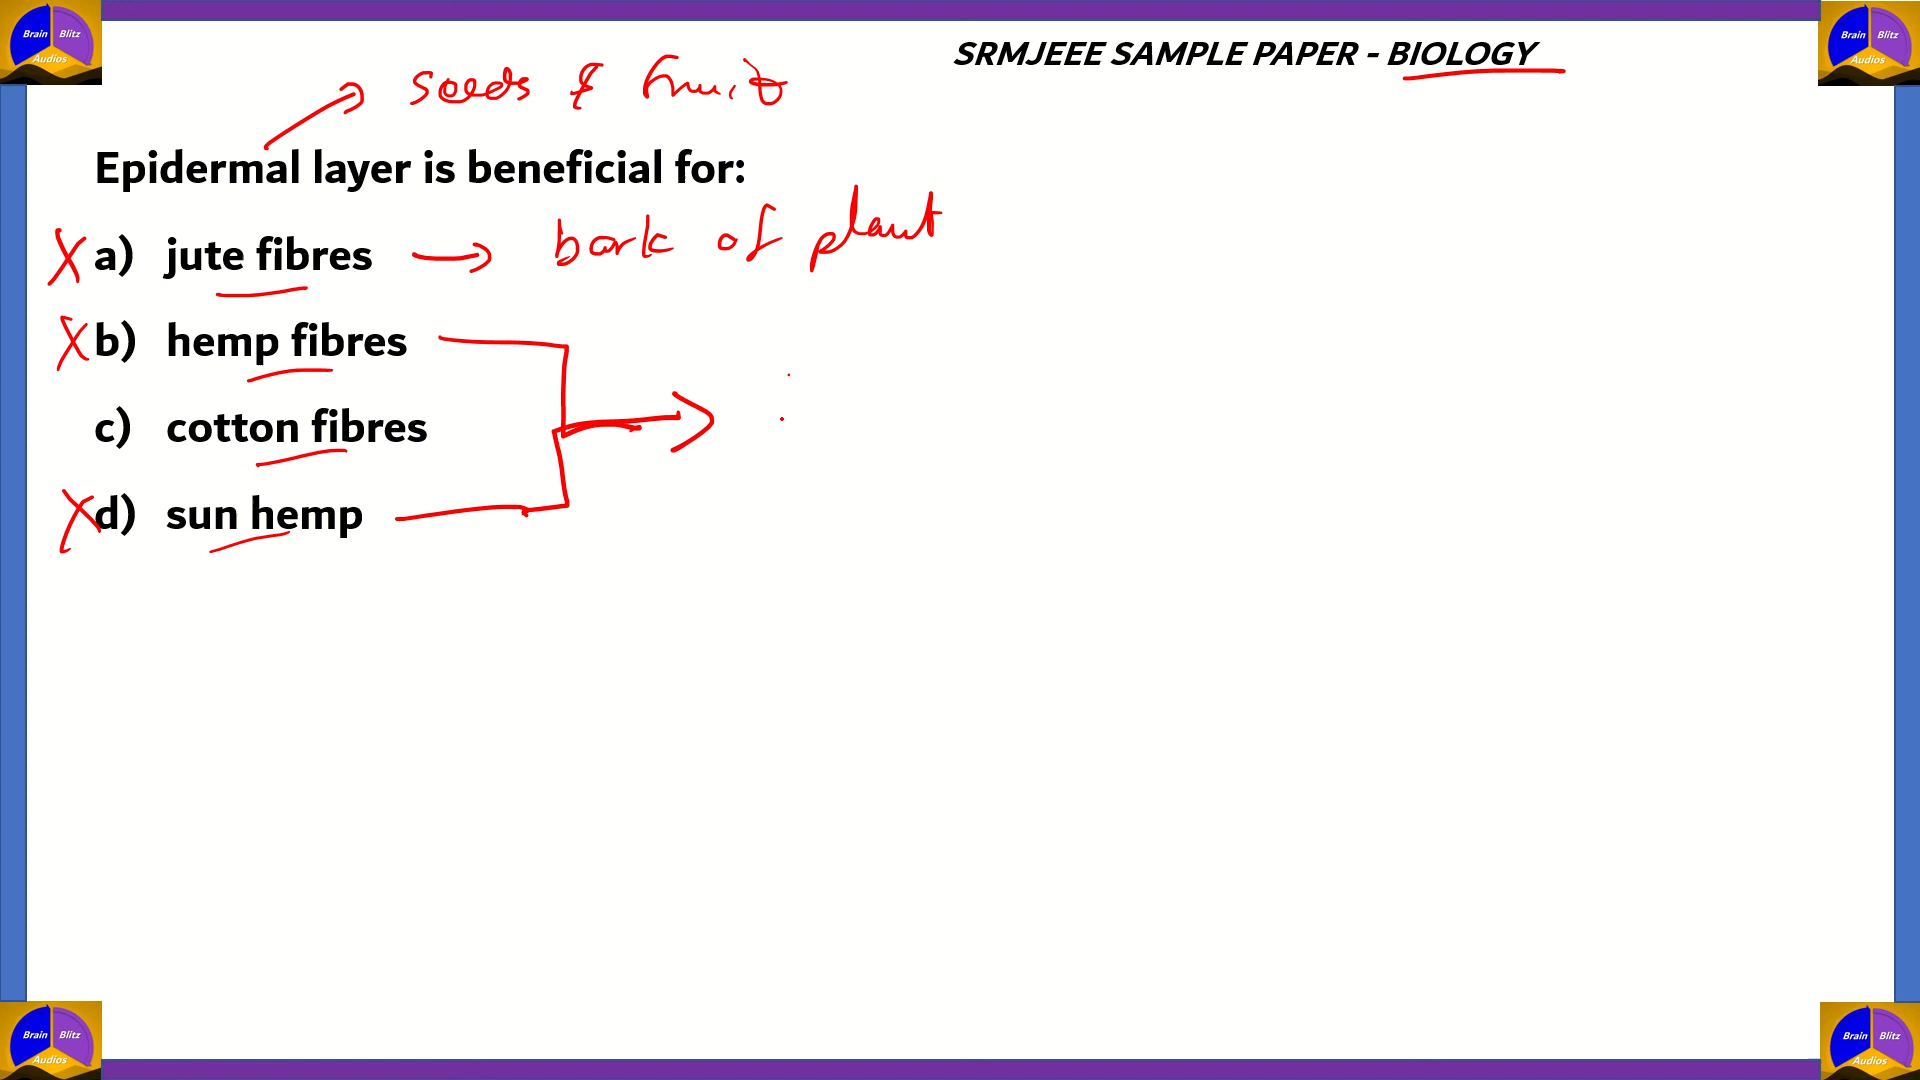 Brain Blitz
Audios
Brain Blitz
Audios
SRMJEEE SAMPLE PAPER - BIOLOGY
seeds & fruit
Epidermal layer is beneficial for:
X a) jute fibres → bark of plant
X b) hemp fibres
c) cotton fibres
X d) sun hemp
Brain Blitz
Audios
Brain Blitz
Audios